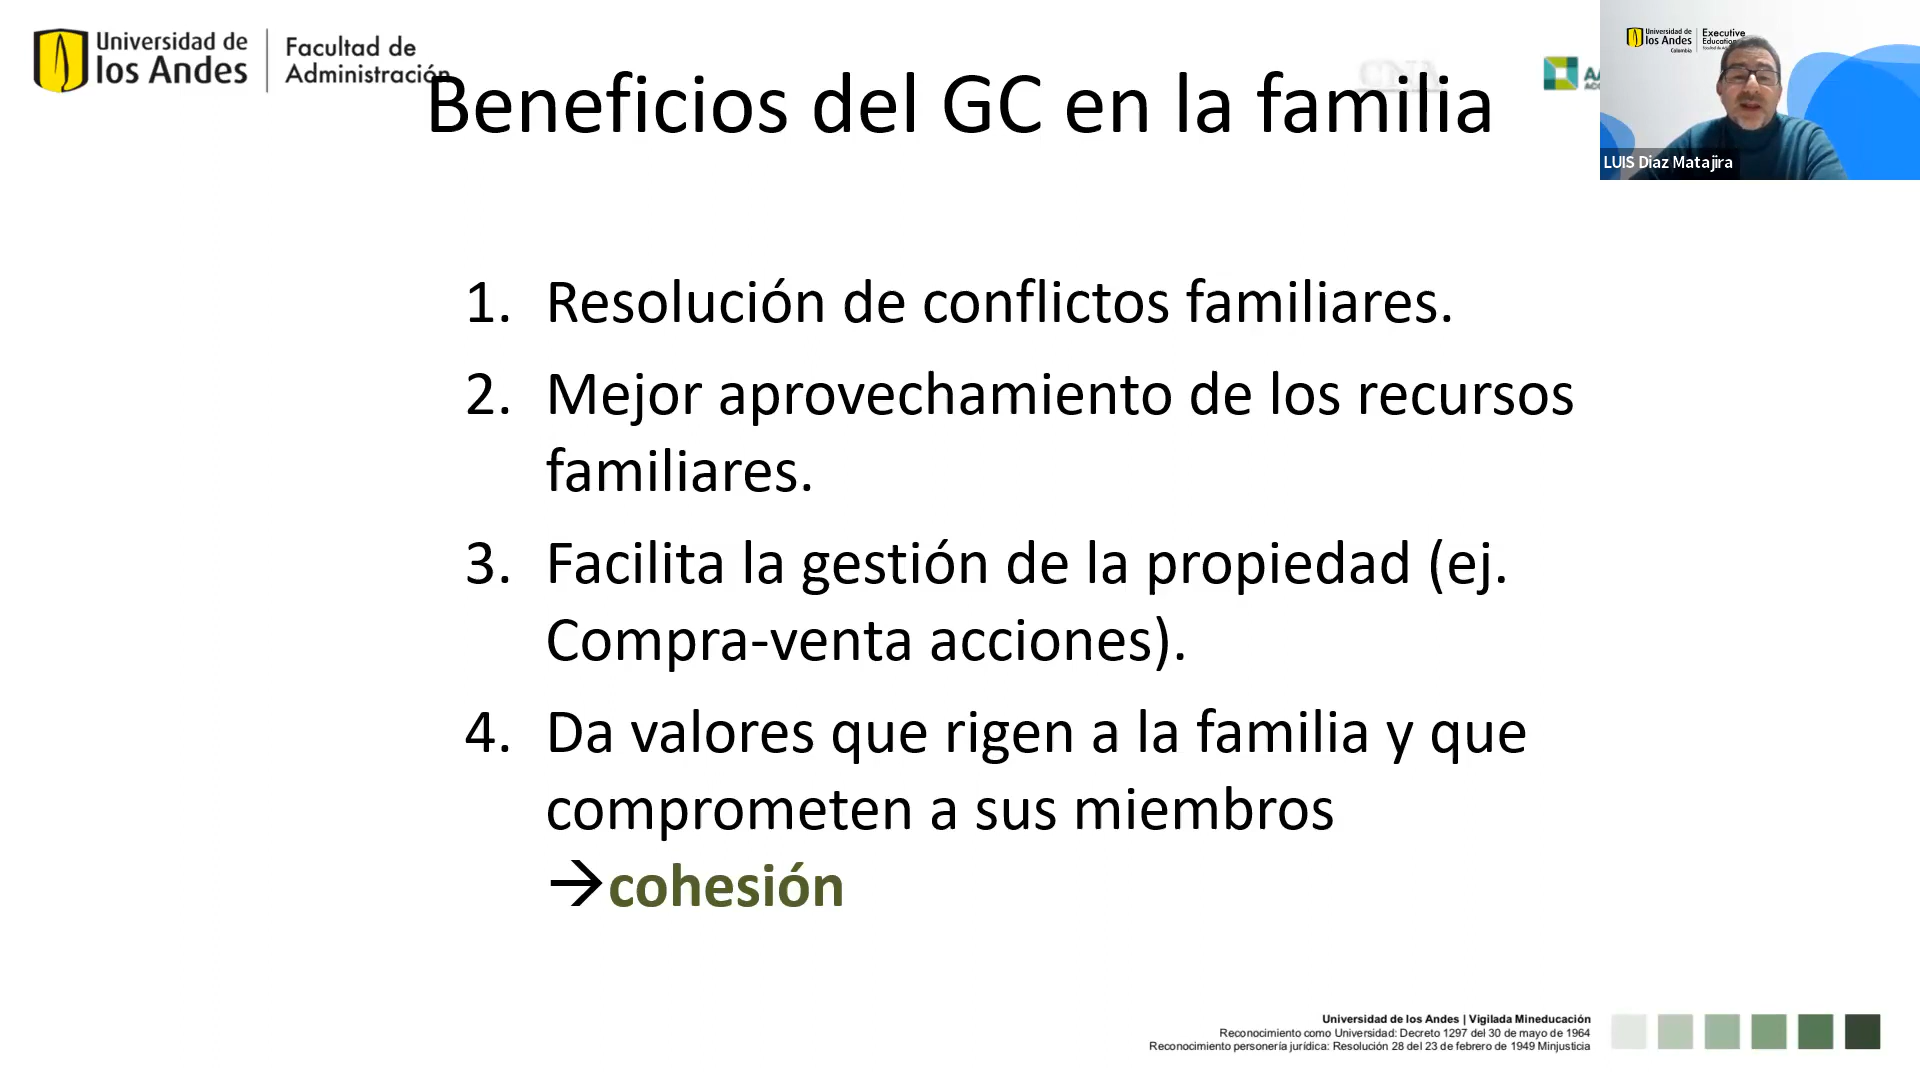 Universidad de
los Andes
Facultad de
Administración
Beneficios del GC en la familia
Universidad de
los Andes
Colombia
Executive
Education
LUIS Diaz Matajira
1. Resolución de conflictos familiares.
2. Mejor aprovechamiento de los recursos
familiares.
3. Facilita la gestión de la propiedad (ej.
Compra-venta acciones).
4. Da valores que rigen a la familia y que
comprometen a sus miembros
→cohesión
Universidad de los Andes | Vigilada Mineducación
Reconocimiento como Universidad: Decreto 1297 del 30 de mayo de 1964
Reconocimiento personería jurídica: Resolución 28 del 23 de febrero de 1949 Minjusticia